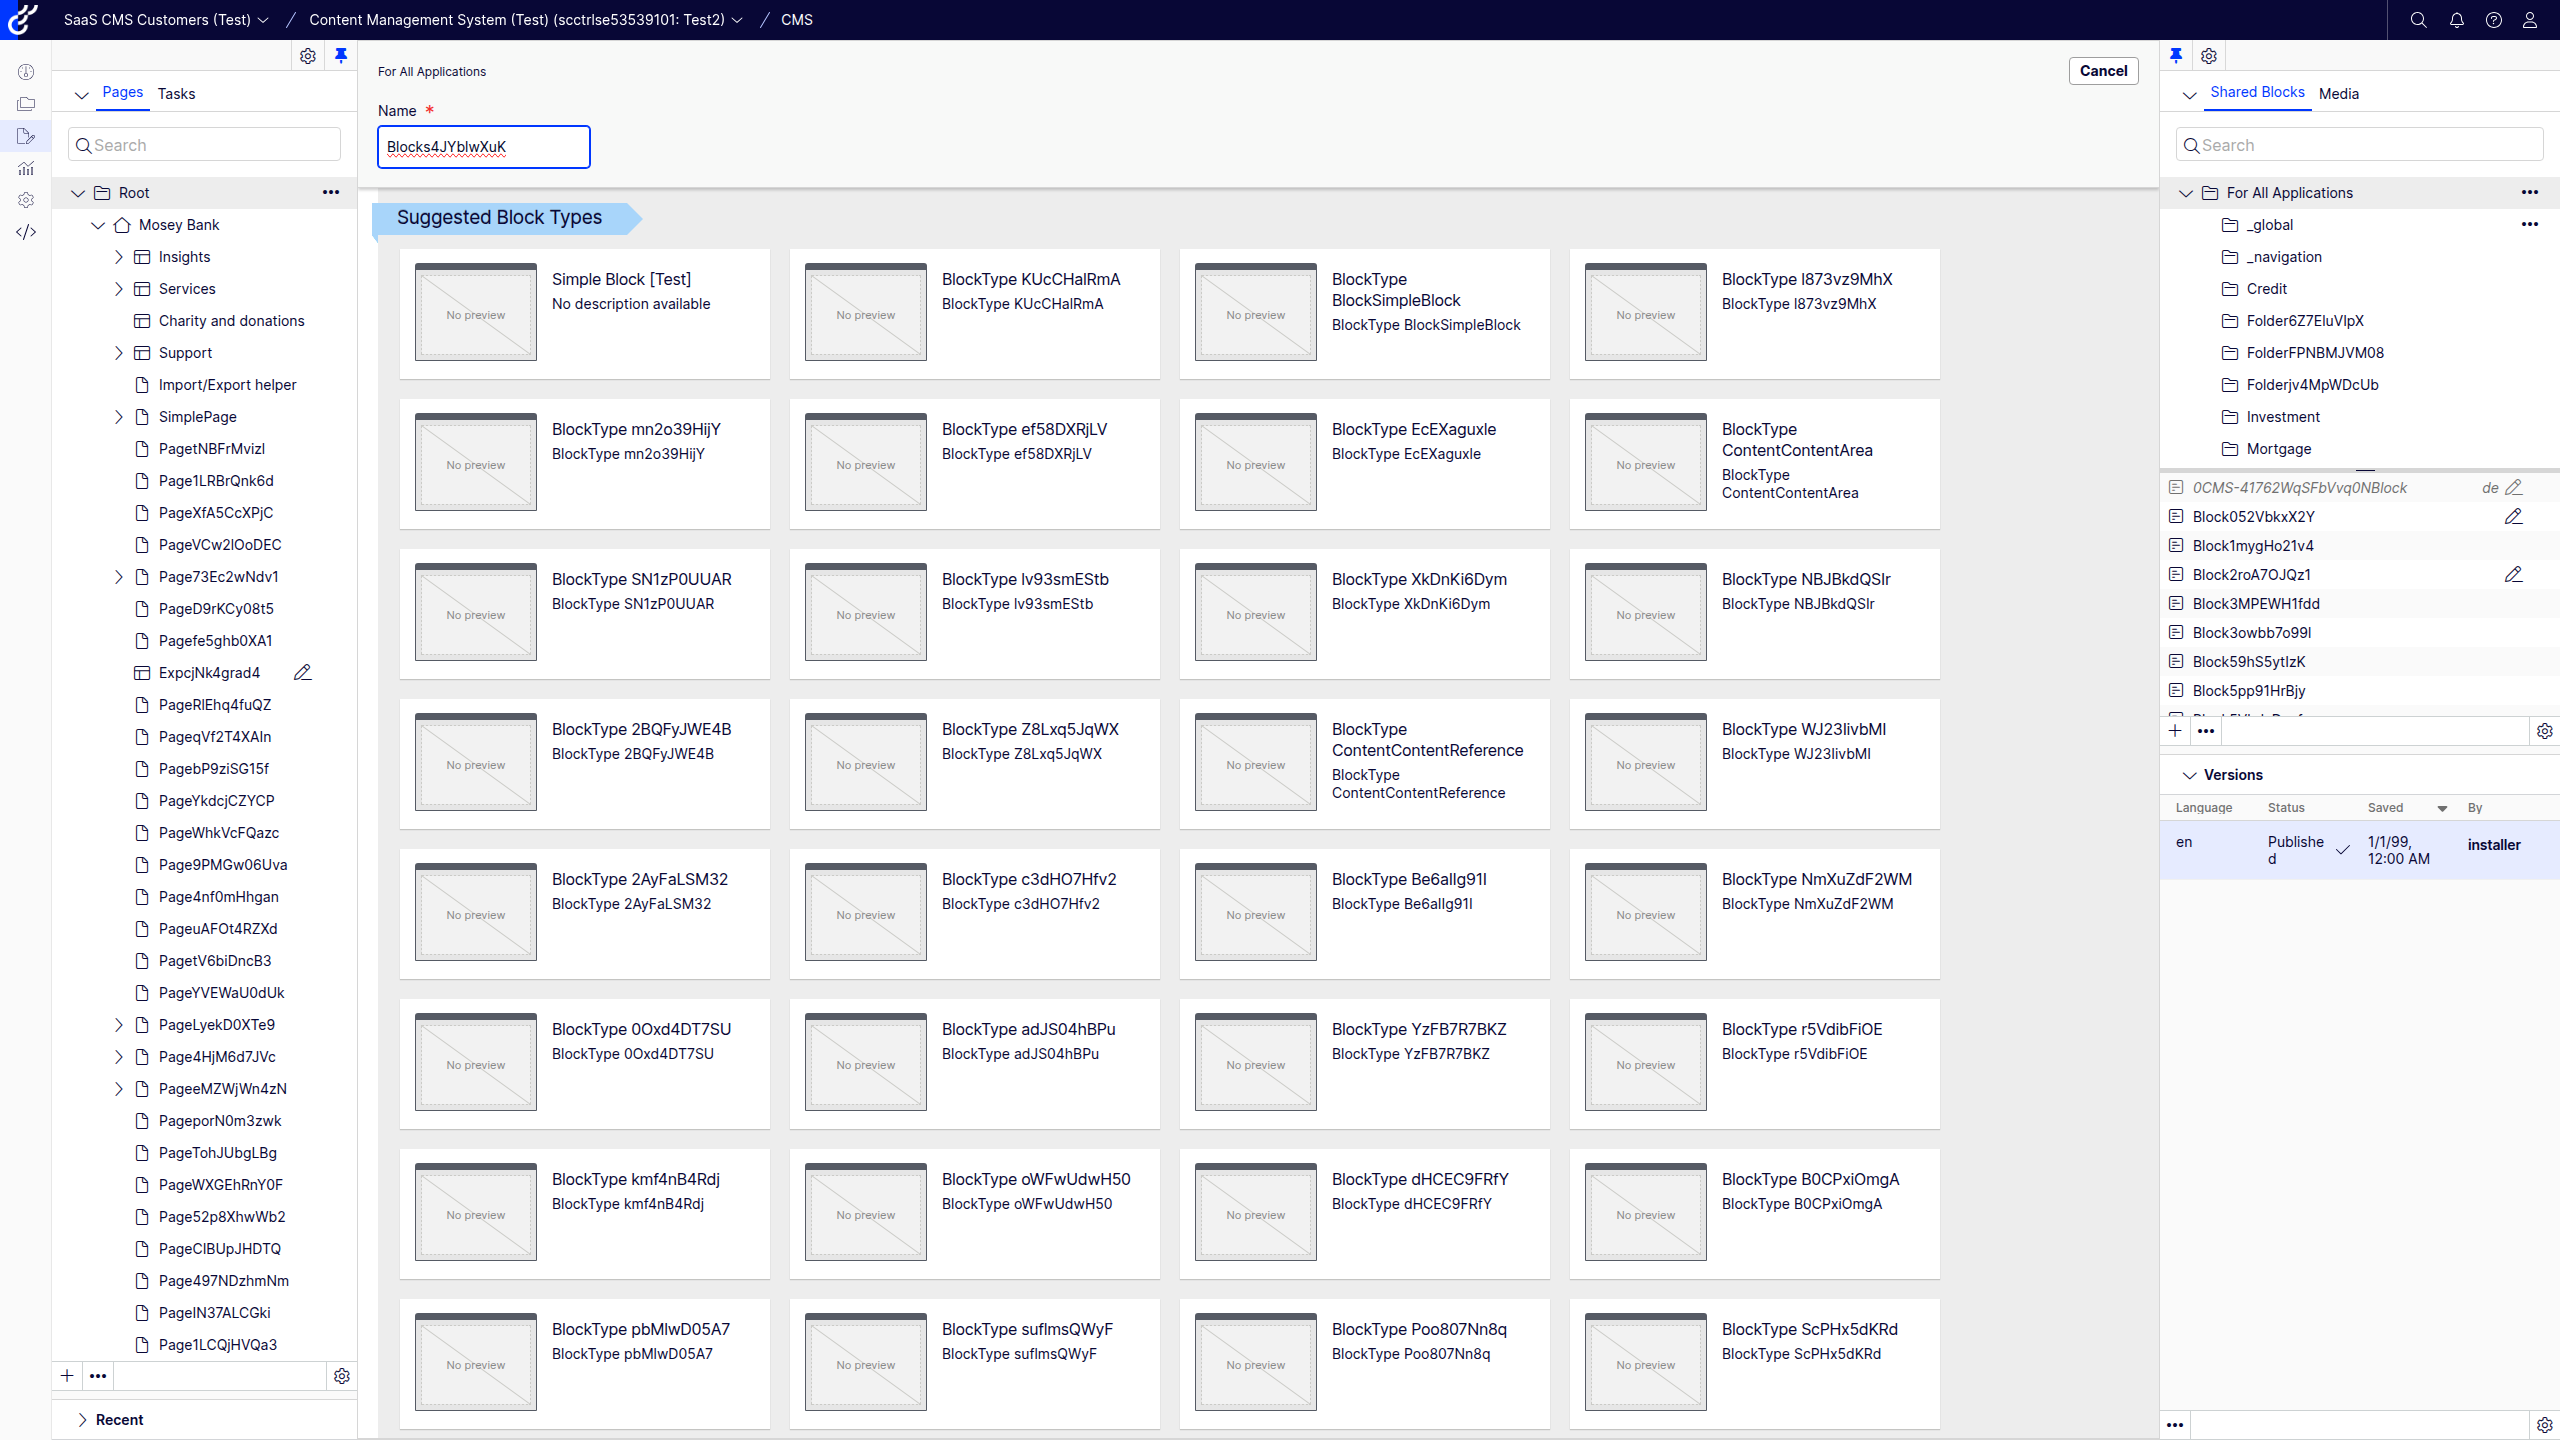 SaaS CMS Customers (Test) / Content Management System (Test) (scctrlse53539101: Test2) / CMS
Pages Tasks
Search
Root
Mosey Bank
Insights
Services
Charity and donations
Support
Import/Export helper
SimplePage
PagetNBFrMvizl
Page1LRBrQnk6d
PageXfA5CcXPjC
PageVCw2lOoDEC
Page73Ec2wNdv1
PageD9rKCy08t5
Pagefe5ghb0XA1
ExpcjNk4grad4
PageRlEhq4fuQZ
PageqVf2T4XAln
PagebP9ziSG15f
PageYkdcjCZYCP
PageWhkVcFQazc
Page9PMGw06Uva
Page4nf0mHhgan
PageuAFOt4RZXd
PagetV6biDncB3
PageYVEWaU0dUk
PageLyekD0XTe9
Page4HjM6d7JVc
PageeMZWjWn4zN
PageporN0m3zwk
PageTohJUbgLBg
PageWXGEhRnY0F
Page52p8XhwWb2
PageClBUpJHDTQ
Page497NDzhmNm
PageIN37ALCGki
Page1LCQjHVQa3
Recent
For All Applications
Cancel
Name *
Blocks4JYblwXuK
Suggested Block Types
No preview
Simple Block [Test]
No description available
No preview
BlockType KUcCHalRmA
BlockType KUcCHalRmA
No preview
BlockType
BlockSimpleBlock
BlockType BlockSimpleBlock
No preview
BlockType l873vz9MhX
BlockType l873vz9MhX
No preview
BlockType mn2o39HijY
BlockType mn2o39HijY
No preview
BlockType ef58DXRjLV
BlockType ef58DXRjLV
No preview
BlockType EcEXaguxle
BlockType EcEXaguxle
No preview
BlockType
ContentContentArea
BlockType
ContentContentArea
No preview
BlockType SN1zP0UUAR
BlockType SN1zP0UUAR
No preview
BlockType lv93smEStb
BlockType lv93smEStb
No preview
BlockType XkDnKi6Dym
BlockType XkDnKi6Dym
No preview
BlockType NBJBkdQSlr
BlockType NBJBkdQSlr
No preview
BlockType 2BQFyJWE4B
BlockType 2BQFyJWE4B
No preview
BlockType Z8Lxq5JqWX
BlockType Z8Lxq5JqWX
No preview
BlockType
ContentContentReference
BlockType
ContentContentReference
No preview
BlockType WJ23IivbMI
BlockType WJ23IivbMI
No preview
BlockType 2AyFaLSM32
BlockType 2AyFaLSM32
No preview
BlockType c3dHO7Hfv2
BlockType c3dHO7Hfv2
No preview
BlockType Be6allg91l
BlockType Be6allg91l
No preview
BlockType NmXuZdF2WM
BlockType NmXuZdF2WM
No preview
BlockType 0Oxd4DT7SU
BlockType 0Oxd4DT7SU
No preview
BlockType adJS04hBPu
BlockType adJS04hBPu
No preview
BlockType YzFB7R7BKZ
BlockType YzFB7R7BKZ
No preview
BlockType r5VdibFiOE
BlockType r5VdibFiOE
No preview
BlockType kmf4nB4Rdj
BlockType kmf4nB4Rdj
No preview
BlockType oWFwUdwH50
BlockType oWFwUdwH50
No preview
BlockType dHCEC9FRfY
BlockType dHCEC9FRfY
No preview
BlockType B0CPxiOmgA
BlockType B0CPxiOmgA
No preview
BlockType pbMlwD05A7
BlockType pbMlwD05A7
No preview
BlockType suflmsQWyF
BlockType suflmsQWyF
No preview
BlockType Poo807Nn8q
BlockType Poo807Nn8q
No preview
BlockType ScPHx5dKRd
BlockType ScPHx5dKRd
Shared Blocks Media
Search
For All Applications
_global
_navigation
Credit
Folder6Z7EluVlpX
FolderFPNBMJVM08
Folderjv4MpWDcUb
Investment
Mortgage
0CMS-41762WqSFbVvq0NBlock de
Block052VbkxX2Y
Block1mygHo21v4
Block2roA7OJQz1
Block3MPEWH1fdd
Block3owbb7o99l
Block59hS5ytIzK
Block5pp91HrBjy
Versions
Language Status Saved By
en Publishe
d 1/1/99,
12:00 AM installer